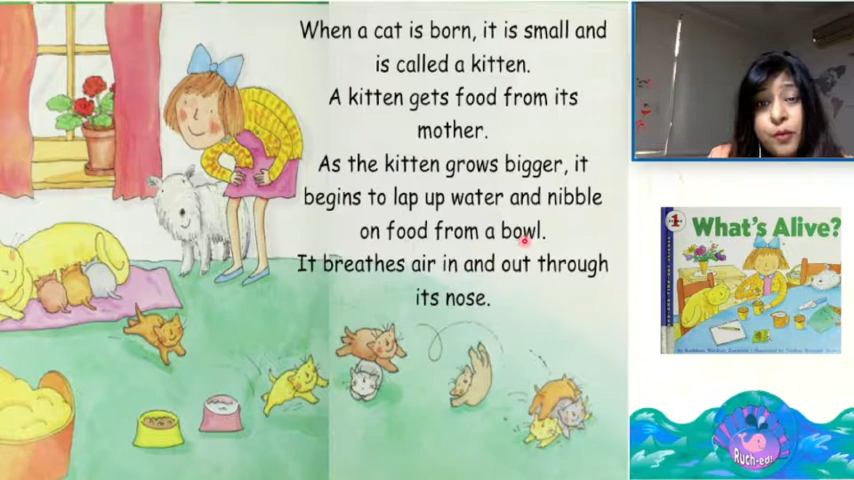 When a cat is born, it is small and
is called a kitten.
A kitten gets food from its
mother.
As the kitten grows bigger, it
begins to lap up water and nibble
on food from a bowl.
It breathes air in and out through
its nose.
1
What's Alive?
Ruch-ed!